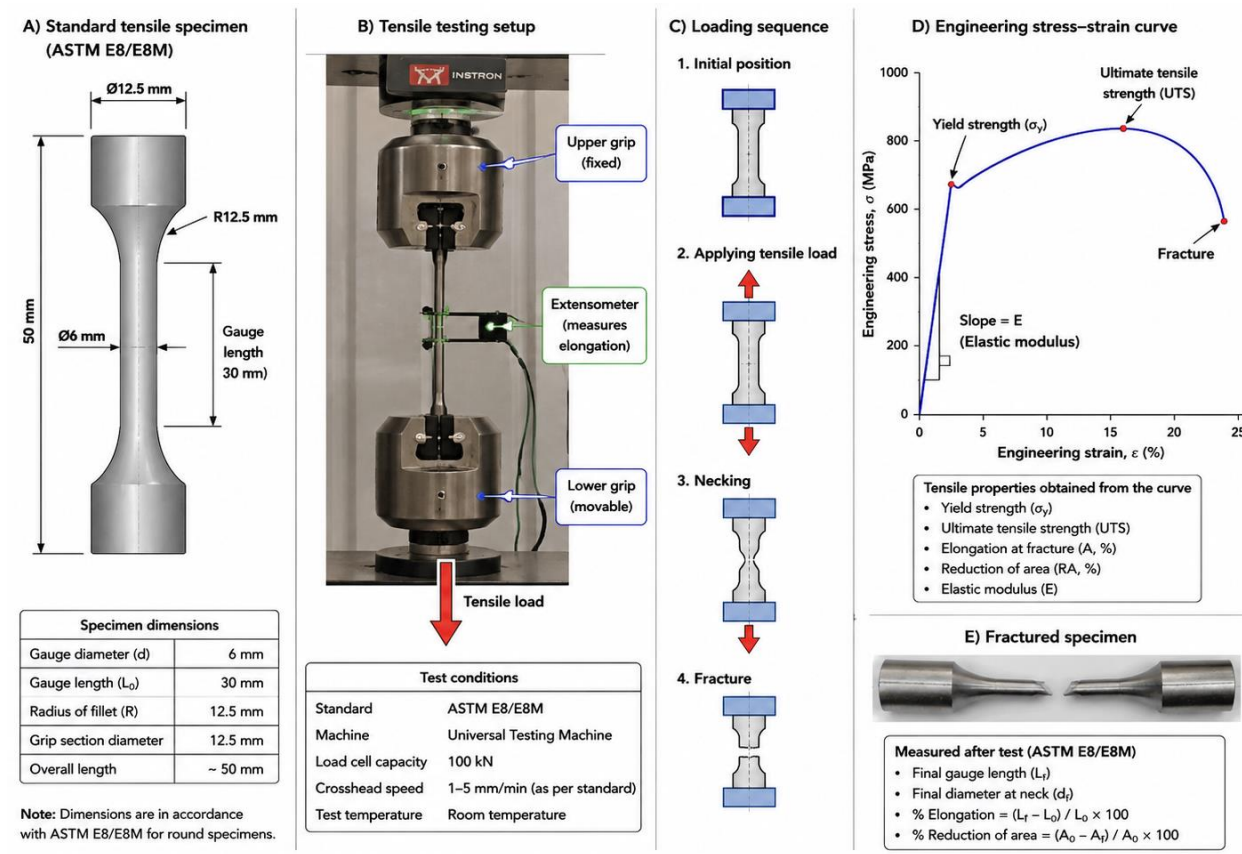 A) Standard tensile specimen
(ASTM E8/E8M)
Ø12.5 mm
R12.5 mm
50 mm
Ø6 mm
Gauge
length
30 mm)
Specimen dimensions
Gauge diameter (d) 6 mm
Gauge length (L₀) 30 mm
Radius of fillet (R) 12.5 mm
Grip section diameter 12.5 mm
Overall length ~ 50 mm
Note: Dimensions are in accordance
with ASTM E8/E8M for round specimens.
B) Tensile testing setup
INSTRON
Upper grip
(fixed)
Extensometer
(measures
elongation)
Lower grip
(movable)
Tensile load
Test conditions
Standard ASTM E8/E8M
Machine Universal Testing Machine
Load cell capacity 100 kN
Crosshead speed 1–5 mm/min (as per standard)
Test temperature Room temperature
C) Loading sequence
1. Initial position
2. Applying tensile load
3. Necking
4. Fracture
D) Engineering stress–strain curve
1000
800
600
400
200
0
Engineering stress, σ (MPa)
Ultimate tensile
strength (UTS)
Yield strength (σy)
Fracture
Slope = E
(Elastic modulus)
0 5 10 15 20 25
Engineering strain, ε (%)
Tensile properties obtained from the curve
• Yield strength (σy)
• Ultimate tensile strength (UTS)
• Elongation at fracture (A, %)
• Reduction of area (RA, %)
• Elastic modulus (E)
E) Fractured specimen
Measured after test (ASTM E8/E8M)
• Final gauge length (Lf)
• Final diameter at neck (df)
• % Elongation = (Lf – L₀) / L₀ × 100
• % Reduction of area = (A₀ – Af) / A₀ × 100